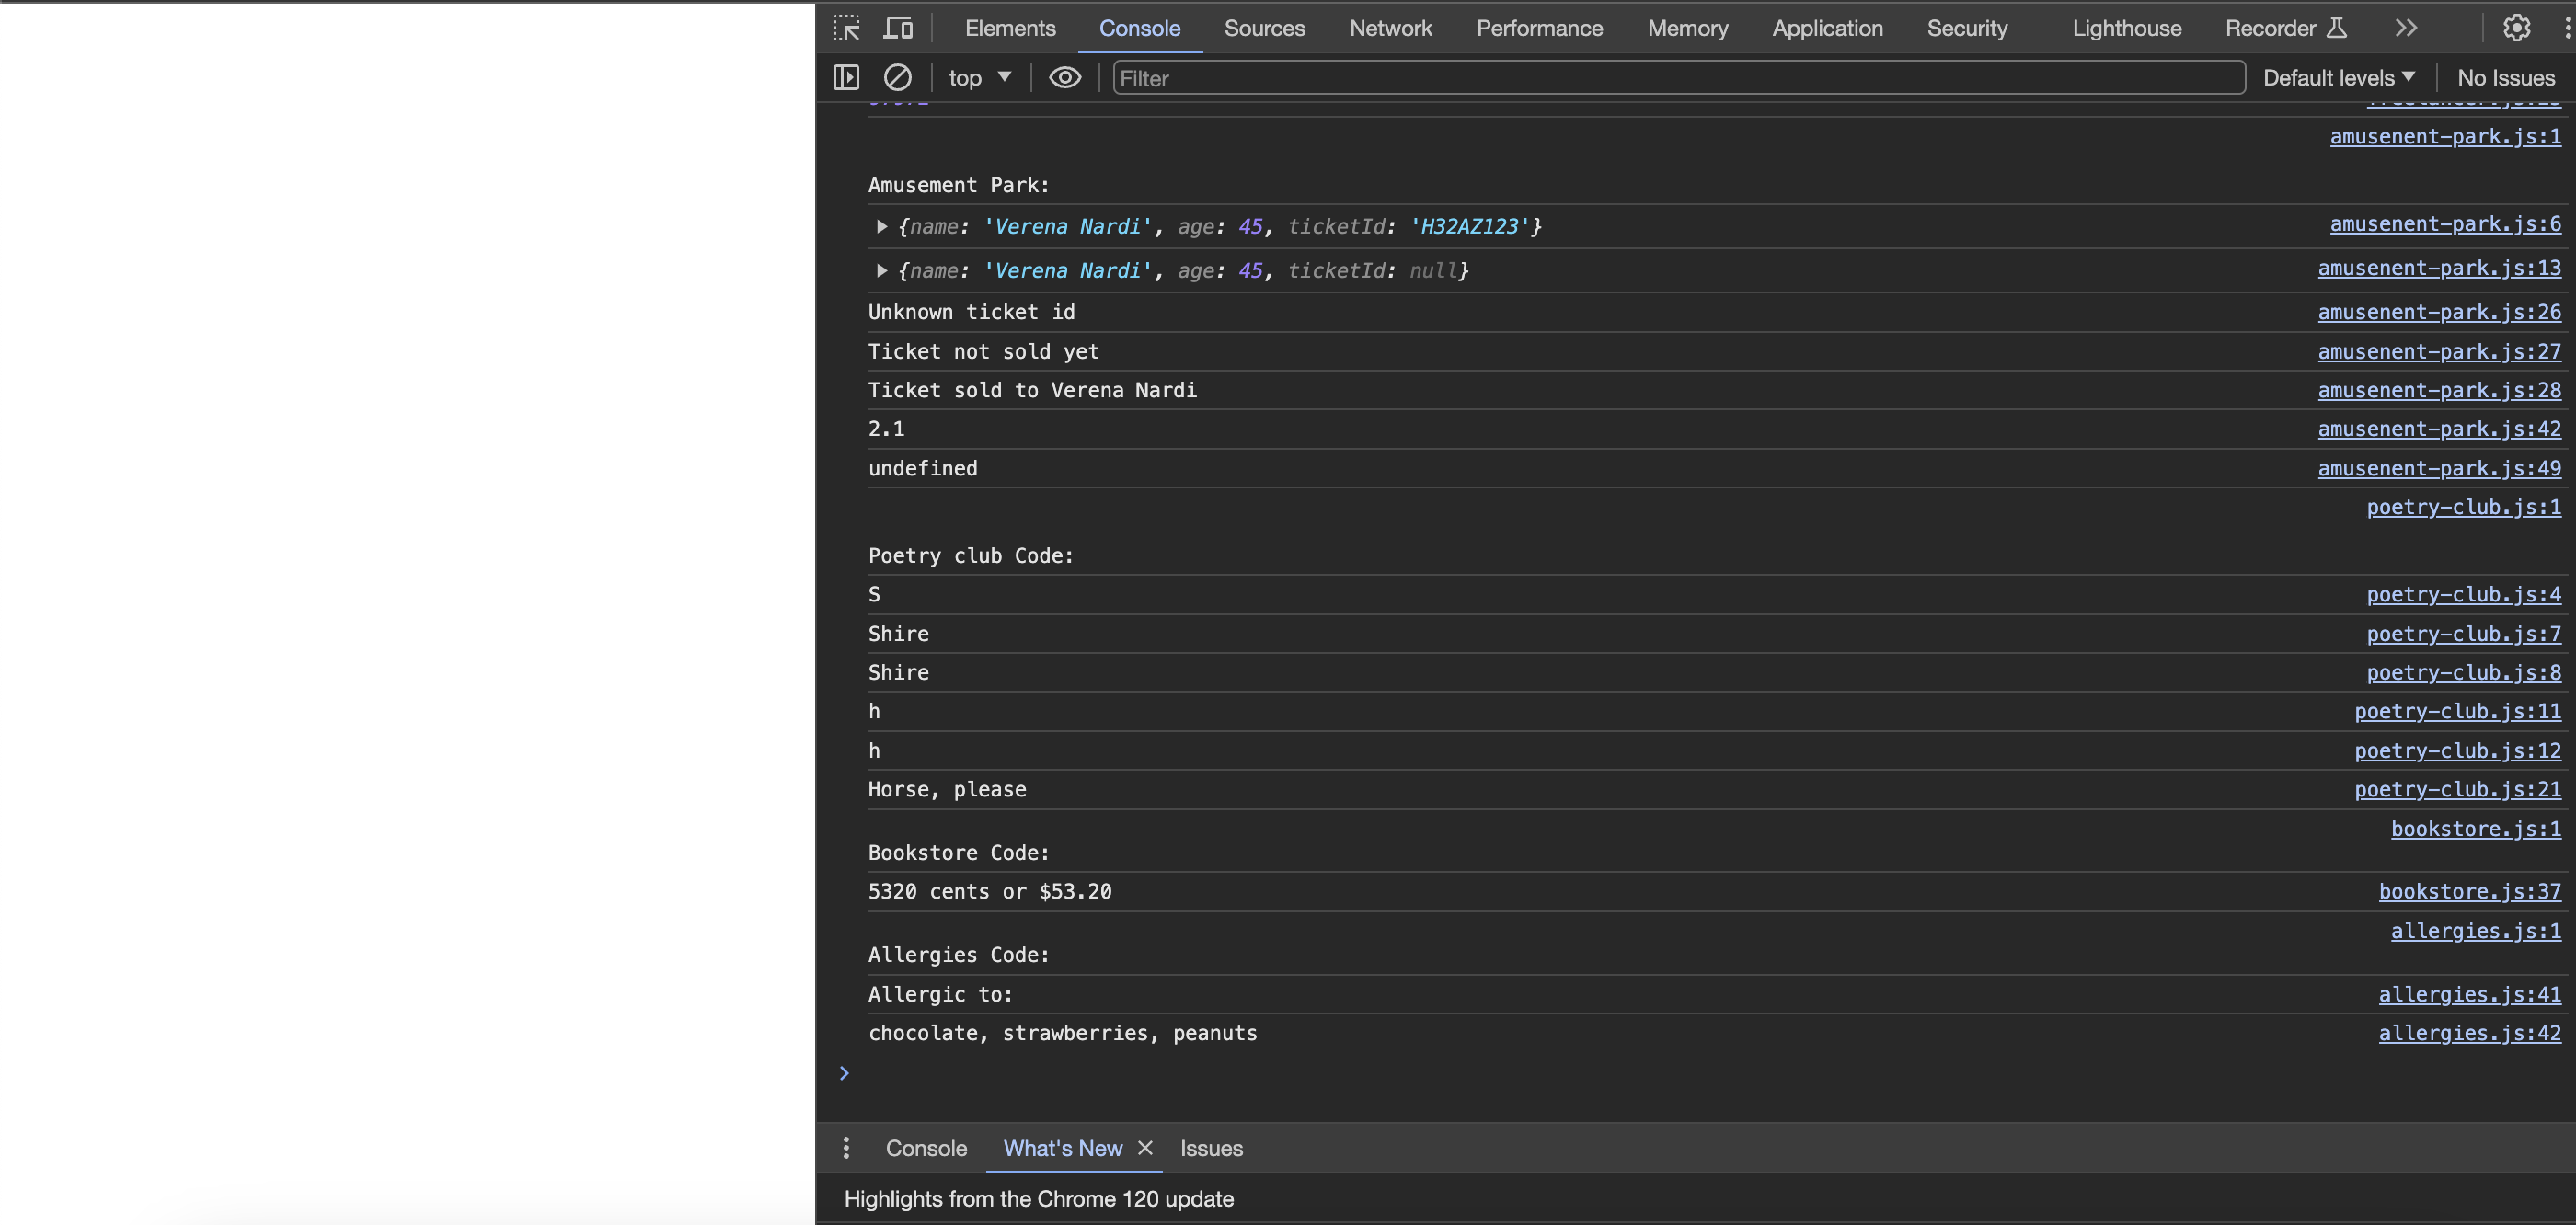 Elements Console Sources Network Performance Memory Application Security Lighthouse Recorder
top Filter Default levels No Issues
amusenent-park.js:1
Amusement Park:
{name: 'Verena Nardi', age: 45, ticketId: 'H32AZ123'} amusenent-park.js:6
{name: 'Verena Nardi', age: 45, ticketId: null} amusenent-park.js:13
Unknown ticket id amusenent-park.js:26
Ticket not sold yet amusenent-park.js:27
Ticket sold to Verena Nardi amusenent-park.js:28
2.1 amusenent-park.js:42
undefined amusenent-park.js:49
poetry-club.js:1
Poetry club Code:
S poetry-club.js:4
Shire poetry-club.js:7
Shire poetry-club.js:8
h poetry-club.js:11
h poetry-club.js:12
Horse, please poetry-club.js:21
bookstore.js:1
Bookstore Code:
5320 cents or $53.20 bookstore.js:37
allergies.js:1
Allergies Code:
Allergic to: allergies.js:41
chocolate, strawberries, peanuts allergies.js:42
Console What's New Issues
Highlights from the Chrome 120 update